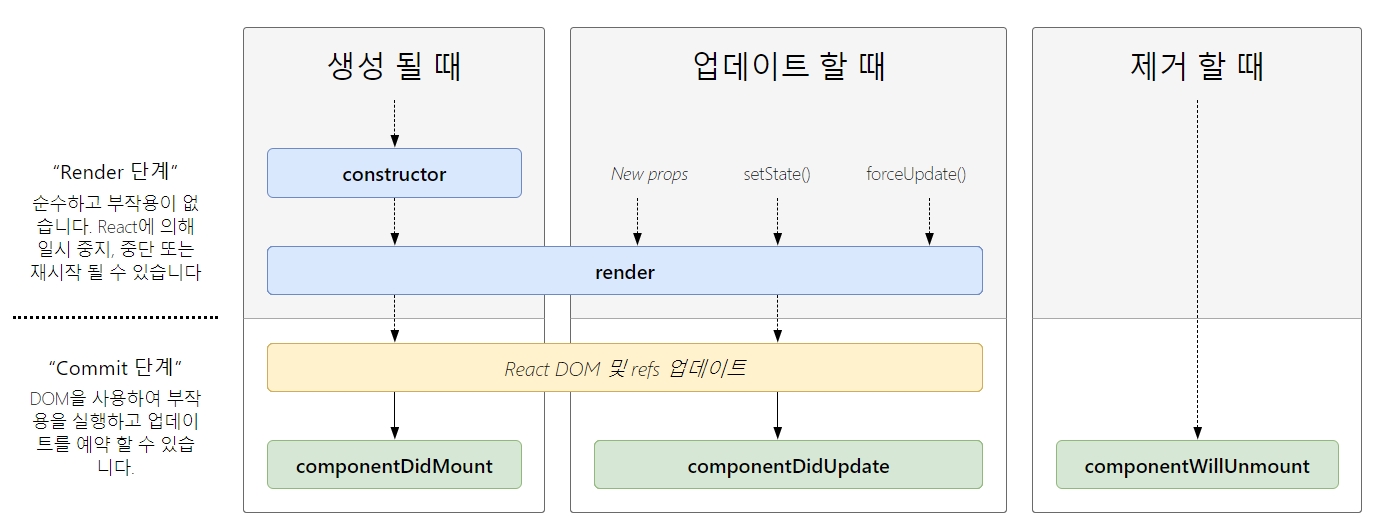 생성 될 때
업데이트 할 때
제거 할 때
“Render 단계”
순수하고 부작용이 없
습니다. React에 의해
일시 중지, 중단 또는
재시작 될 수 있습니다
constructor
New props
setState()
forceUpdate()
render
“Commit 단계”
DOM을 사용하여 부작
용을 실행하고 업데이
트를 예약 할 수 있습
니다.
React DOM 및 refs 업데이트
componentDidMount
componentDidUpdate
componentWillUnmount